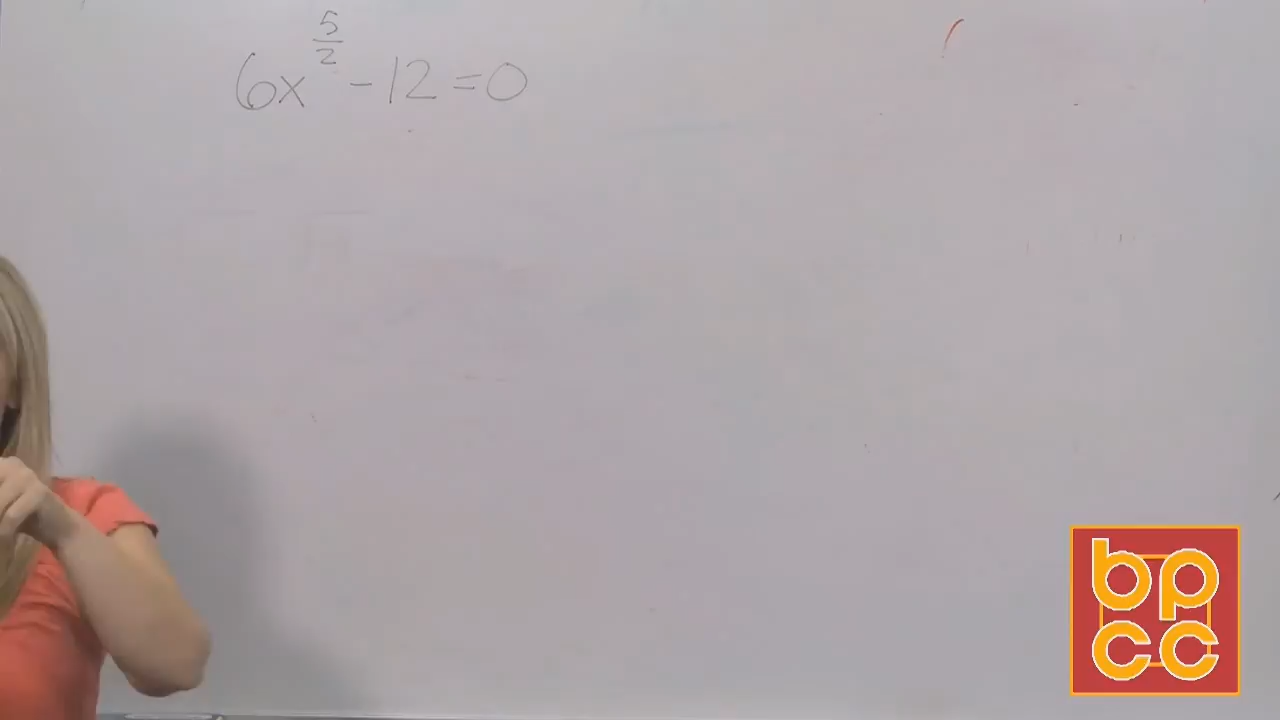 6x^{5/2} - 12 = 0
bp
cc